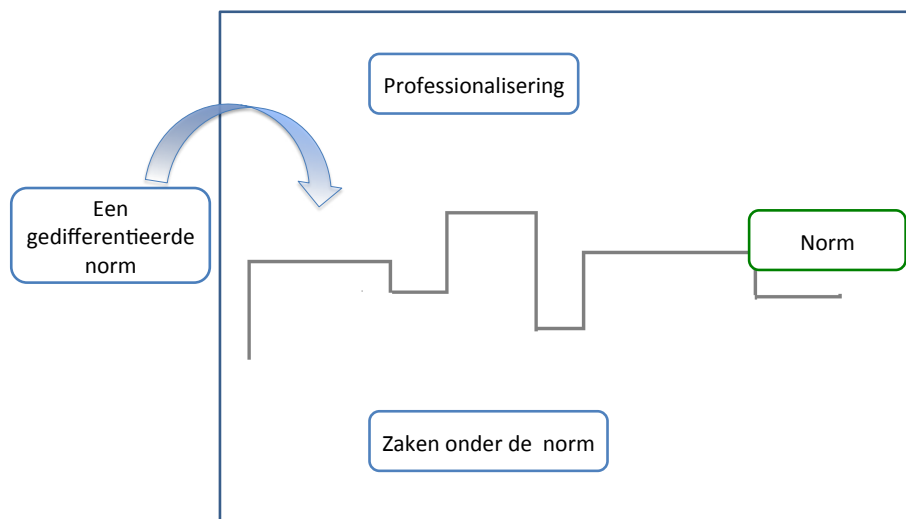 Professionalisering
Een
gedifferentieerde
norm
Norm
Zaken onder de norm